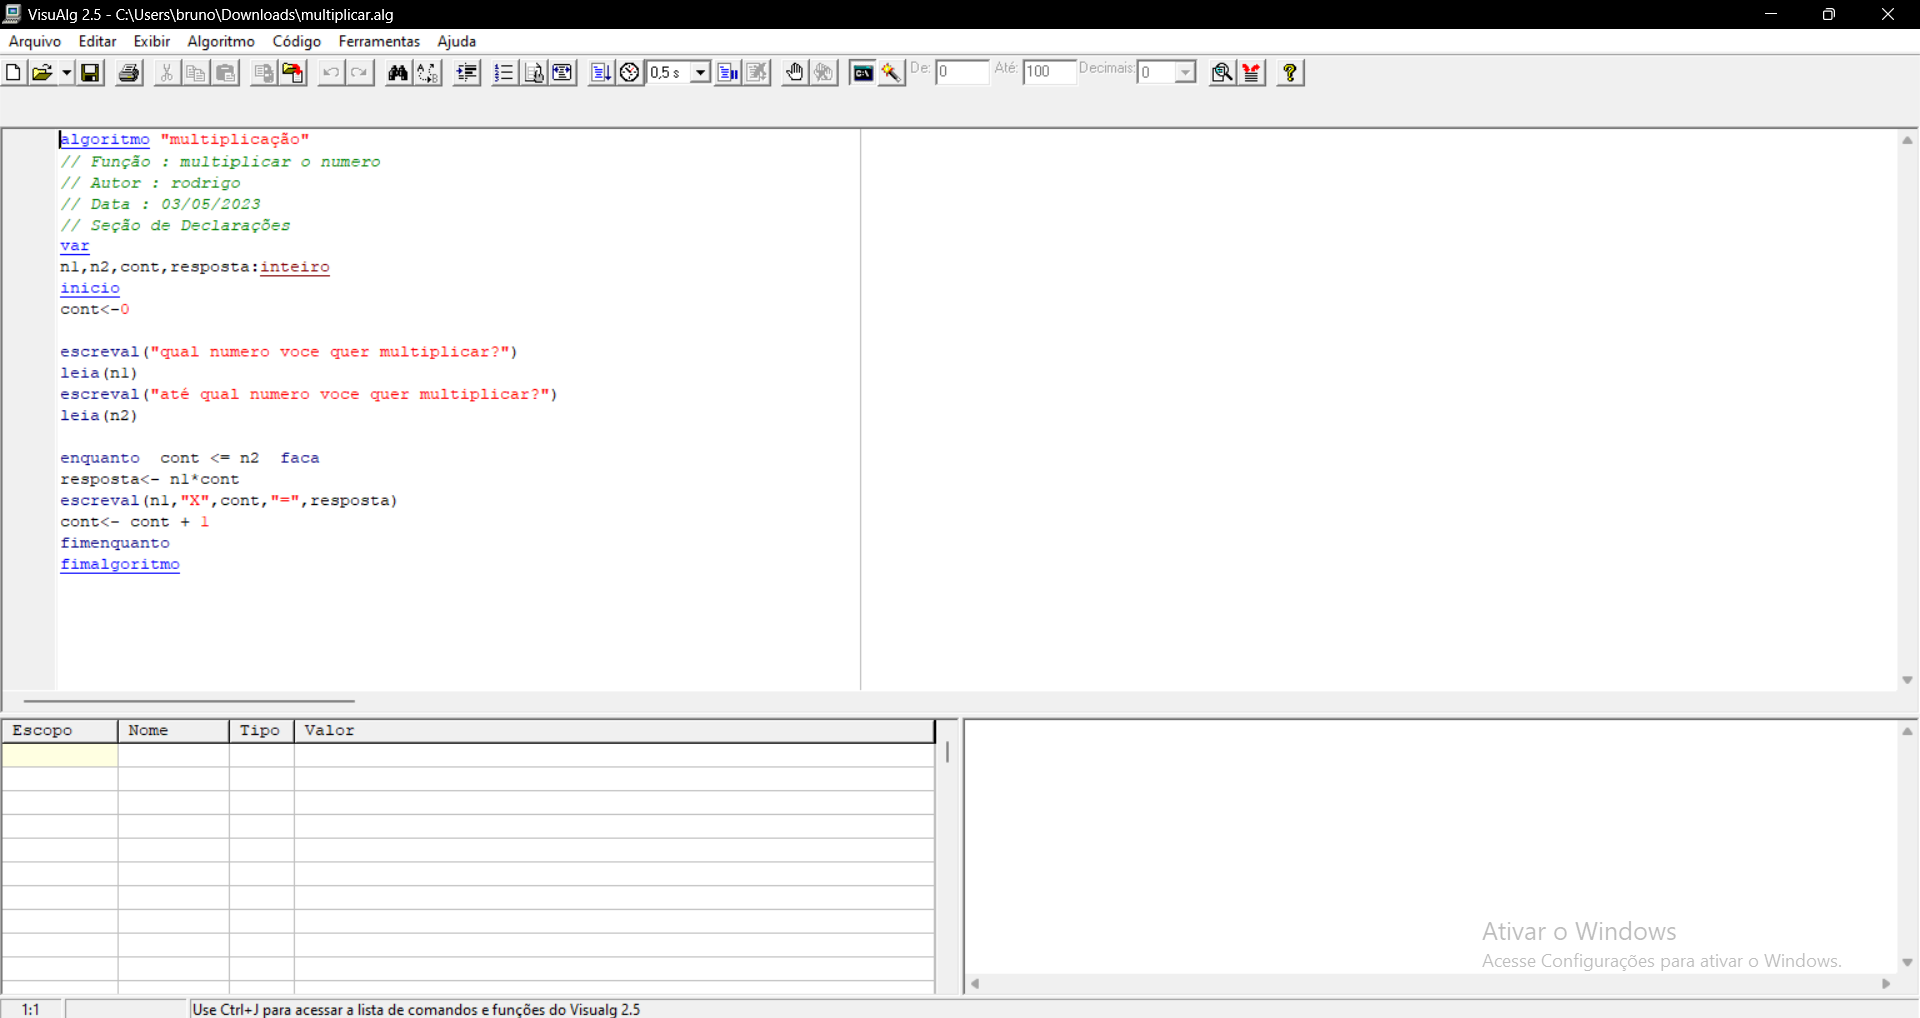 VisuAlg 2.5 - C:\Users\bruno\Downloads\multiplicar.alg
Arquivo Editar Exibir Algoritmo Código Ferramentas Ajuda
0,5 s De: 0 Até: 100 Decimais: 0
algoritmo "multiplicação"
// Função : multiplicar o numero
// Autor : rodrigo
// Data : 03/05/2023
// Seção de Declarações
var
n1,n2,cont,resposta:inteiro
inicio
cont<-0
escreval("qual numero voce quer multiplicar?")
leia(n1)
escreval("até qual numero voce quer multiplicar?")
leia(n2)
enquanto  cont <= n2  faca
resposta<- n1*cont
escreval(n1,"X",cont,"=",resposta)
cont<- cont + 1
fimenquanto
fimalgoritmo
Escopo Nome Tipo Valor
Ativar o Windows
Acesse Configurações para ativar o Windows.
1:1 Use Ctrl+J para acessar a lista de comandos e funções do Visualg 2.5